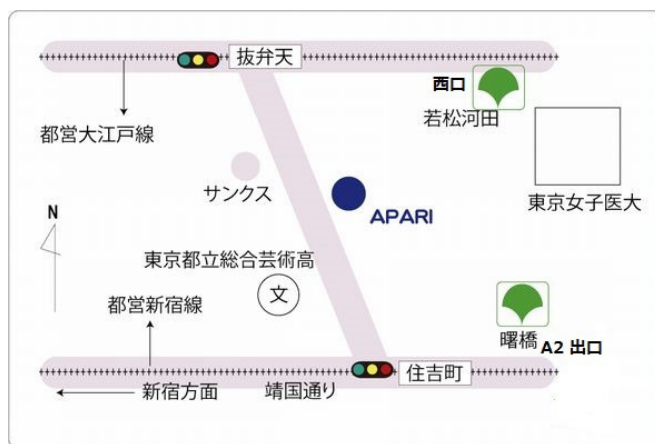 抜弁天
西口
若松河田
都営大江戸線
東京女子医大
サンクス
APARI
N
東京都立総合芸術高
文
都営新宿線
曙橋
A2 出口
住吉町
新宿方面
靖国通り